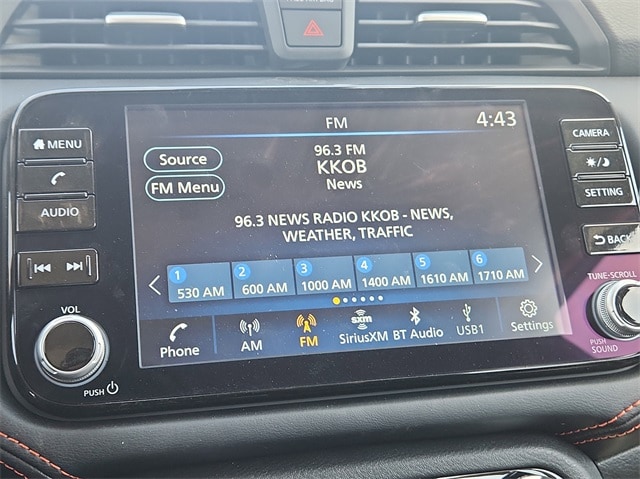 FM
4:43
96.3 FM
KKOB
News
Source
FM Menu
96.3 NEWS RADIO KKOB - NEWS,
WEATHER, TRAFFIC
1 530 AM
2 600 AM
3 1000 AM
4 1400 AM
5 1610 AM
6 1710 AM
Phone
AM
FM
sxm
SiriusXM
BT Audio
USB1
Settings
MENU
AUDIO
VOL
PUSH
CAMERA
SETTING
BACK
TUNE·SCROLL
PUSH
SOUND